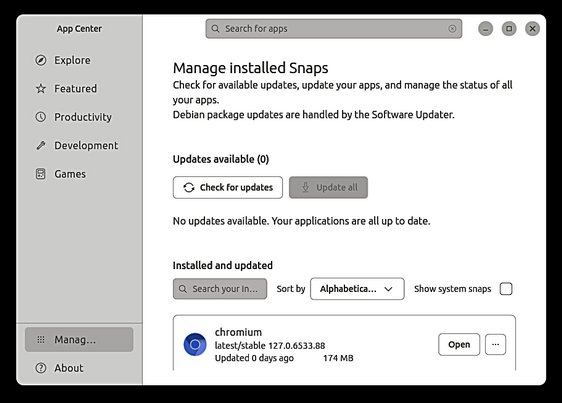 App Center
Search for apps
Explore
Featured
Productivity
Development
Games
Manag...
About
Manage installed Snaps
Check for available updates, update your apps, and manage the status of all
your apps.
Debian package updates are handled by the Software Updater.
Updates available (0)
Check for updates
Update all
No updates available. Your applications are all up to date.
Installed and updated
Search your In...
Sort by
Alphabetica...
Show system snaps
chromium
latest/stable 127.0.6533.88
Updated 0 days ago 174 MB
Open
...